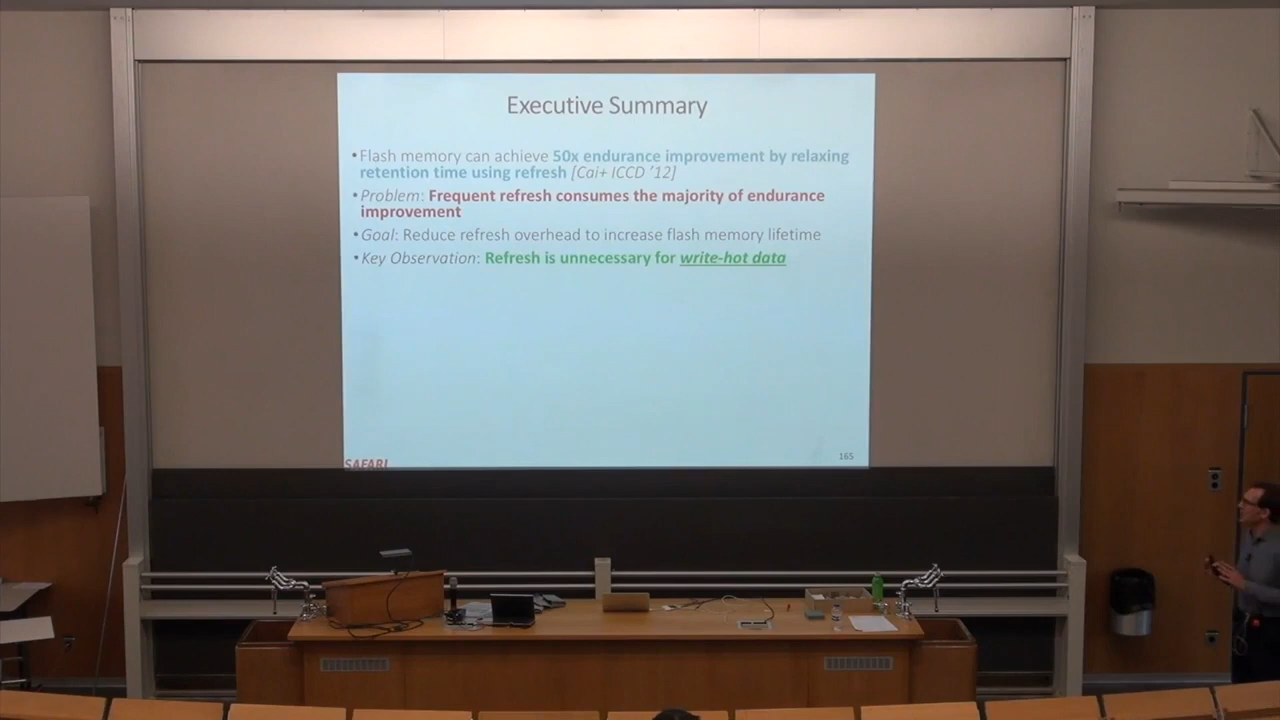 Executive Summary
• Flash memory can achieve 50x endurance improvement by relaxing
retention time using refresh [Cai+ ICCD '12]
• Problem: Frequent refresh consumes the majority of endurance
improvement
• Goal: Reduce refresh overhead to increase flash memory lifetime
• Key Observation: Refresh is unnecessary for write-hot data
SAFARI
165